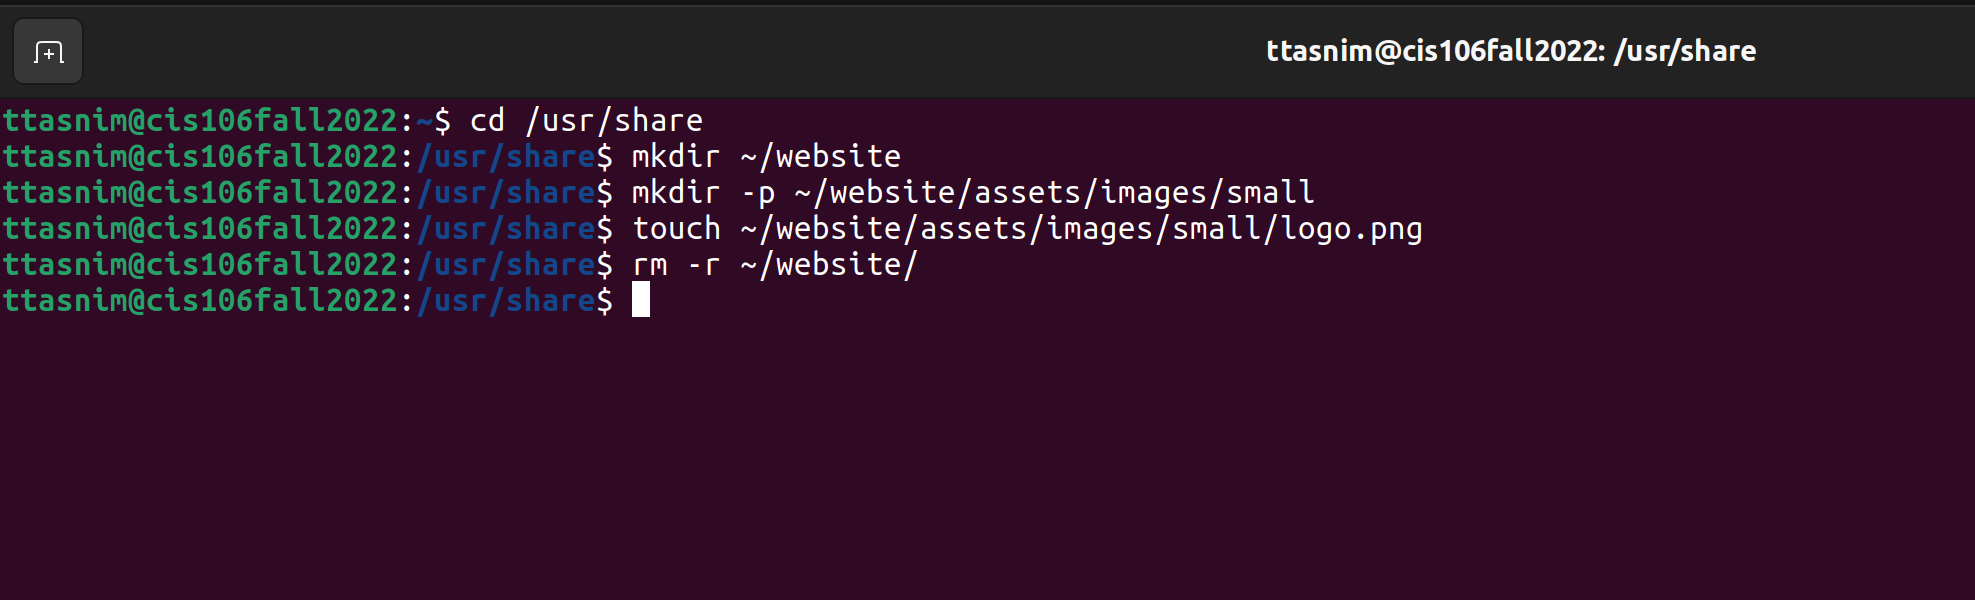 ttasnim@cis106fall2022: /usr/share
ttasnim@cis106fall2022:~$ cd /usr/share
ttasnim@cis106fall2022:/usr/share$ mkdir ~/website
ttasnim@cis106fall2022:/usr/share$ mkdir -p ~/website/assets/images/small
ttasnim@cis106fall2022:/usr/share$ touch ~/website/assets/images/small/logo.png
ttasnim@cis106fall2022:/usr/share$ rm -r ~/website/
ttasnim@cis106fall2022:/usr/share$